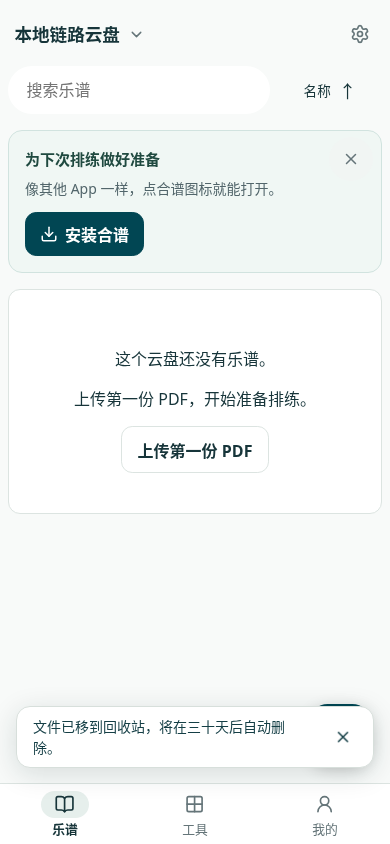 本地链路云盘
搜索乐谱
名称 ↑
为下次排练做好准备
像其他 App 一样，点合谱图标就能打开。
安装合谱
这个云盘还没有乐谱。
上传第一份 PDF，开始准备排练。
上传第一份 PDF
文件已移到回收站，将在三十天后自动删
除。
乐谱
工具
我的